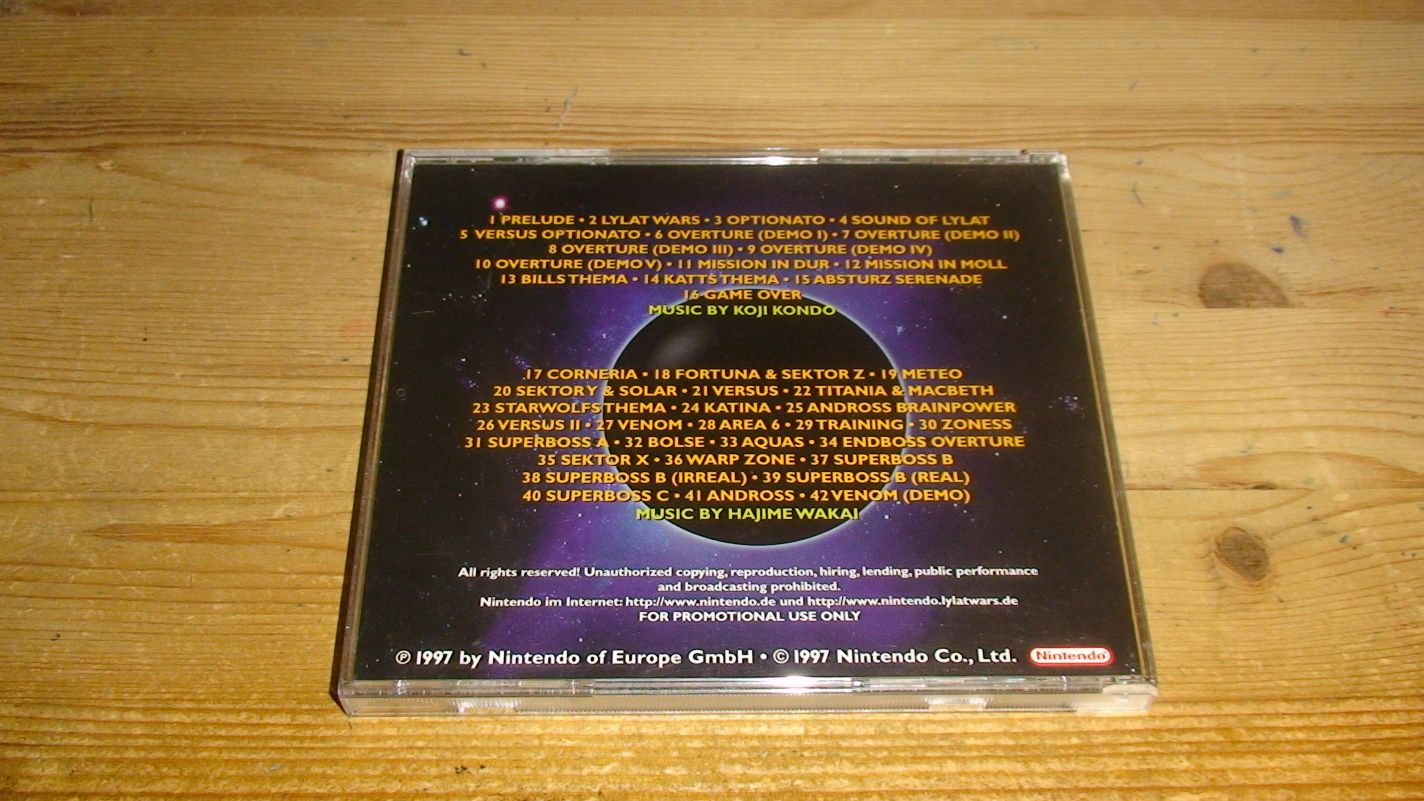 1 PRELUDE • 2 LYLAT WARS • 3 OPTIONATO • 4 SOUND OF LYLAT
5 VERSUS OPTIONATO • 6 OVERTURE (DEMO I) • 7 OVERTURE (DEMO II)
8 OVERTURE (DEMO III) • 9 OVERTURE (DEMO IV)
10 OVERTURE (DEMO V) • 11 MISSION IN DUR • 12 MISSION IN MOLL
13 BILLS THEMA • 14 KATTS THEMA • 15 ABSTURZ SERENADE
16 GAME OVER
MUSIC BY KOJI KONDO
17 CORNERIA • 18 FORTUNA & SEKTOR Z • 19 METEO
20 SEKTORY & SOLAR • 21 VERSUS • 22 TITANIA & MACBETH
23 STARWOLFS THEMA • 24 KATINA • 25 ANDROSS BRAINPOWER
26 VERSUS II • 27 VENOM • 28 AREA 6 • 29 TRAINING • 30 ZONESS
31 SUPERBOSS A • 32 BOLSE • 33 AQUAS • 34 ENDBOSS OVERTURE
35 SEKTOR X • 36 WARP ZONE • 37 SUPERBOSS B
38 SUPERBOSS B (IRREAL) • 39 SUPERBOSS B (REAL)
40 SUPERBOSS C • 41 ANDROSS • 42 VENOM (DEMO)
MUSIC BY HAJIME WAKAI
All rights reserved! Unauthorized copying, reproduction, hiring, lending, public performance
and broadcasting prohibited.
Nintendo im Internet: http://www.nintendo.de und http://www.nintendo.lylatwars.de
FOR PROMOTIONAL USE ONLY
℗ 1997 by Nintendo of Europe GmbH • © 1997 Nintendo Co., Ltd. Nintendo